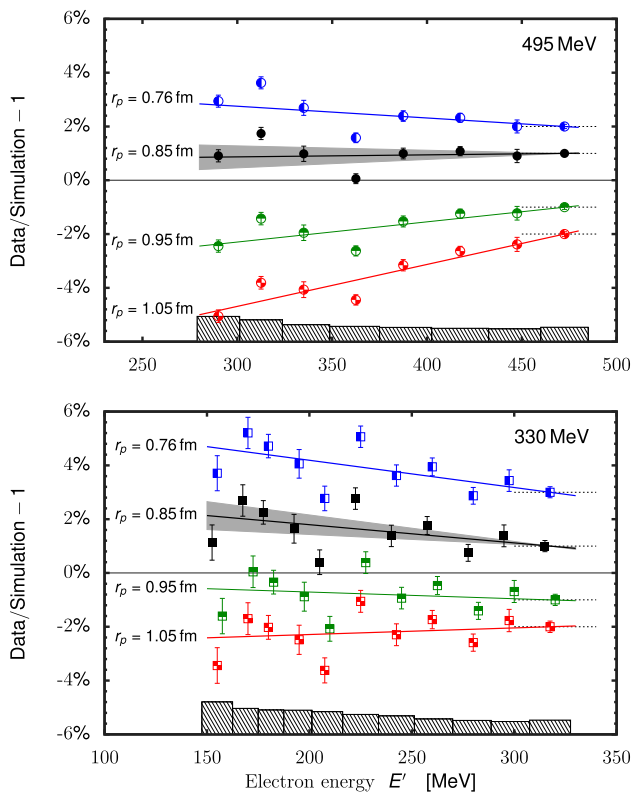 6%
495 MeV
4%
r_p = 0.76 fm
2%
r_p = 0.85 fm
0%
Data/Simulation − 1
r_p = 0.95 fm
-2%
-4%
r_p = 1.05 fm
-6%
250 300 350 400 450 500
6%
330 MeV
r_p = 0.76 fm
4%
r_p = 0.85 fm
2%
0%
Data/Simulation − 1
r_p = 0.95 fm
-2%
r_p = 1.05 fm
-4%
-6%
100 150 200 250 300 350
Electron energy E′ [MeV]